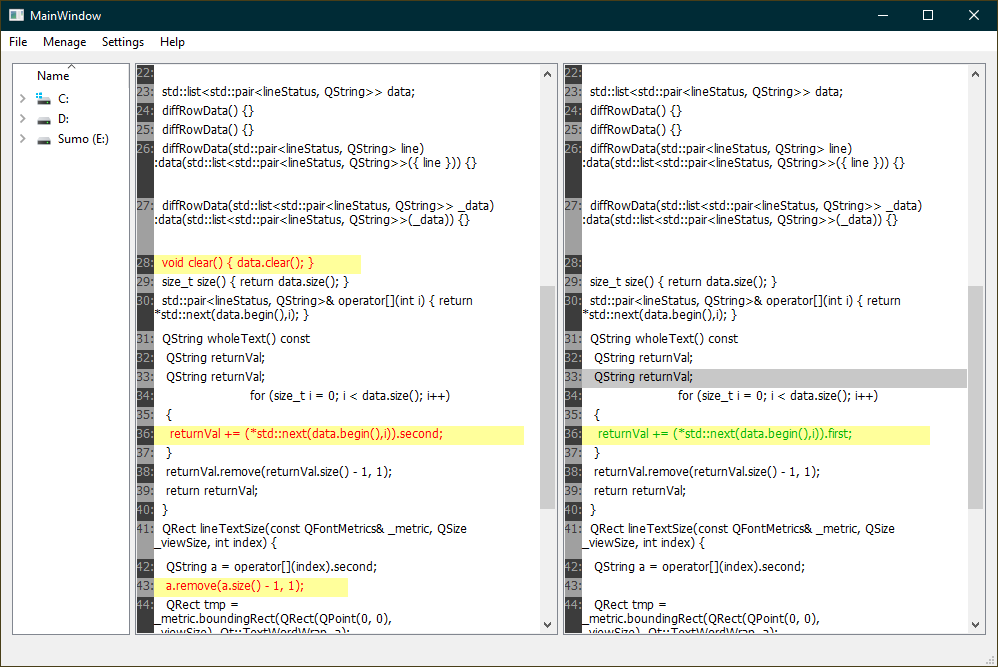 MainWindow
File Menage Settings Help
Name
C:
D:
Sumo (E:)
22:
23: std::list<std::pair<lineStatus, QString>> data;
24: diffRowData() {}
25: diffRowData() {}
26: diffRowData(std::pair<lineStatus, QString> line)
:data(std::list<std::pair<lineStatus, QString>>({ line })) {}
27: diffRowData(std::list<std::pair<lineStatus, QString>> _data)
:data(std::list<std::pair<lineStatus, QString>>(_data)) {}
28: void clear() { data.clear(); }
29: size_t size() { return data.size(); }
30: std::pair<lineStatus, QString>& operator[](int i) { return
*std::next(data.begin(),i); }
31: QString wholeText() const
32: QString returnVal;
33: QString returnVal;
34: for (size_t i = 0; i < data.size(); i++)
35: {
36: returnVal += (*std::next(data.begin(),i)).second;
37: }
38: returnVal.remove(returnVal.size() - 1, 1);
39: return returnVal;
40: }
41: QRect lineTextSize(const QFontMetrics& _metric, QSize
_viewSize, int index) {
42: QString a = operator[](index).second;
43: a.remove(a.size() - 1, 1);
44: QRect tmp =
_metric.boundingRect(QRect(QPoint(0, 0),
_viewSize), Qt::TextWordWrap, a);
22:
23: std::list<std::pair<lineStatus, QString>> data;
24: diffRowData() {}
25: diffRowData() {}
26: diffRowData(std::pair<lineStatus, QString> line)
:data(std::list<std::pair<lineStatus, QString>>({ line })) {}
27: diffRowData(std::list<std::pair<lineStatus, QString>> _data)
:data(std::list<std::pair<lineStatus, QString>>(_data)) {}
28:
29: size_t size() { return data.size(); }
30: std::pair<lineStatus, QString>& operator[](int i) { return
*std::next(data.begin(),i); }
31: QString wholeText() const
32: QString returnVal;
33: QString returnVal;
34: for (size_t i = 0; i < data.size(); i++)
35: {
36: returnVal += (*std::next(data.begin(),i)).first;
37: }
38: returnVal.remove(returnVal.size() - 1, 1);
39: return returnVal;
40: }
41: QRect lineTextSize(const QFontMetrics& _metric, QSize
_viewSize, int index) {
42: QString a = operator[](index).second;
43:
44: QRect tmp =
_metric.boundingRect(QRect(QPoint(0, 0),
_viewSize), Qt::TextWordWrap, a);